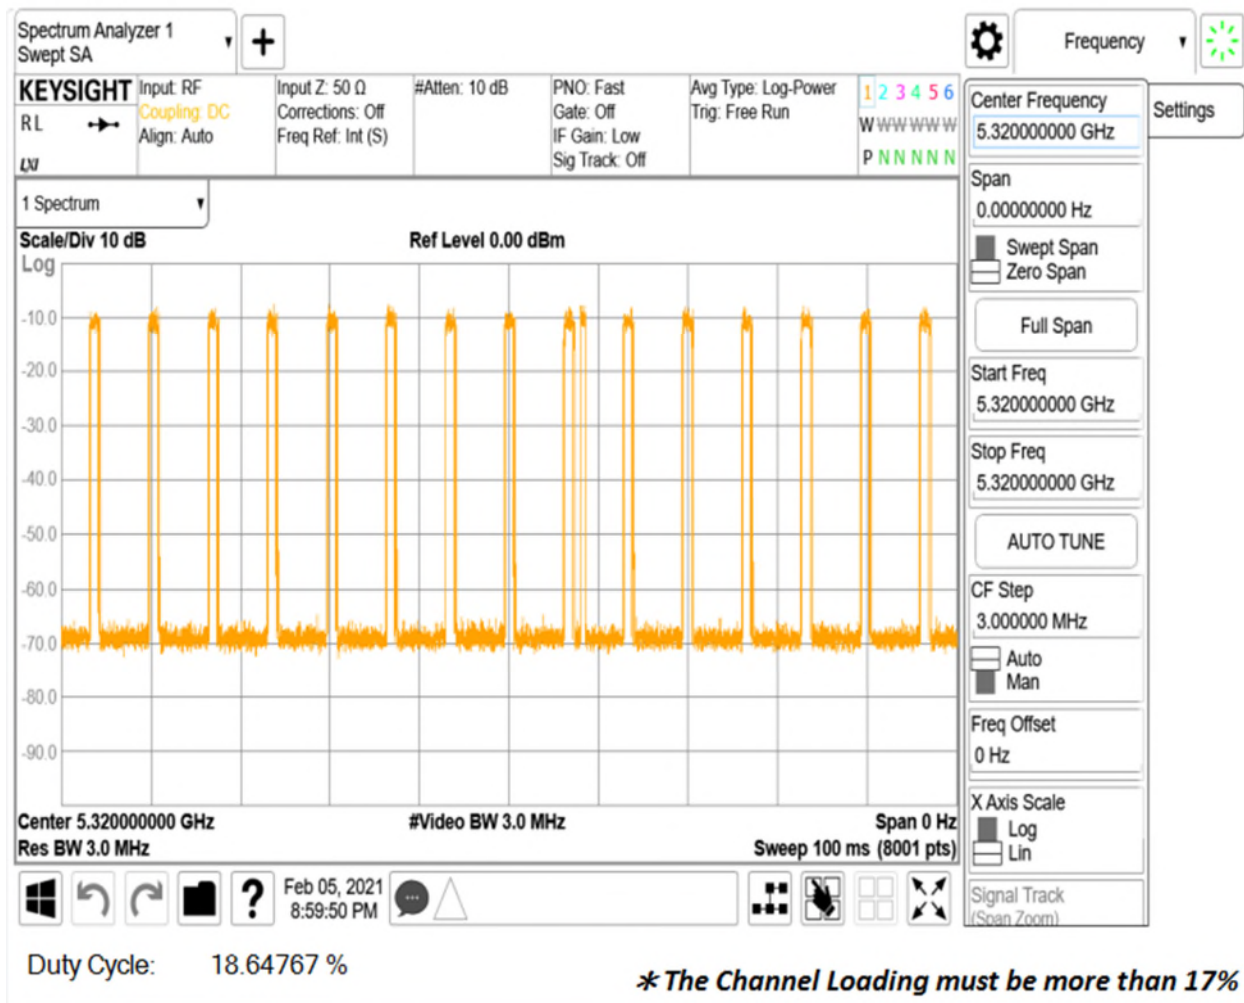 Spectrum Analyzer 1
Swept SA
+
Frequency
KEYSIGHT
R L
LXI
Input: RF
Coupling: DC
Align: Auto
Input Z: 50 Ω
Corrections: Off
Freq Ref: Int (S)
#Atten: 10 dB
PNO: Fast
Gate: Off
IF Gain: Low
Sig Track: Off
Avg Type: Log-Power
Trig: Free Run
1 2 3 4 5 6
W W W W W W
P N N N N N
Center Frequency
5.320000000 GHz
Settings
Span
0.00000000 Hz
Swept Span
Zero Span
Full Span
Start Freq
5.320000000 GHz
Stop Freq
5.320000000 GHz
AUTO TUNE
CF Step
3.000000 MHz
Auto
Man
Freq Offset
0 Hz
X Axis Scale
Log
Lin
Signal Track
(Span Zoom)
1 Spectrum
Scale/Div 10 dB
Ref Level 0.00 dBm
Log
-10.0
-20.0
-30.0
-40.0
-50.0
-60.0
-70.0
-80.0
-90.0
Center 5.320000000 GHz
#Video BW 3.0 MHz
Span 0 Hz
Res BW 3.0 MHz
Sweep 100 ms (8001 pts)
?
Feb 05, 2021
8:59:50 PM
Duty Cycle: 18.64767 %
* The Channel Loading must be more than 17%